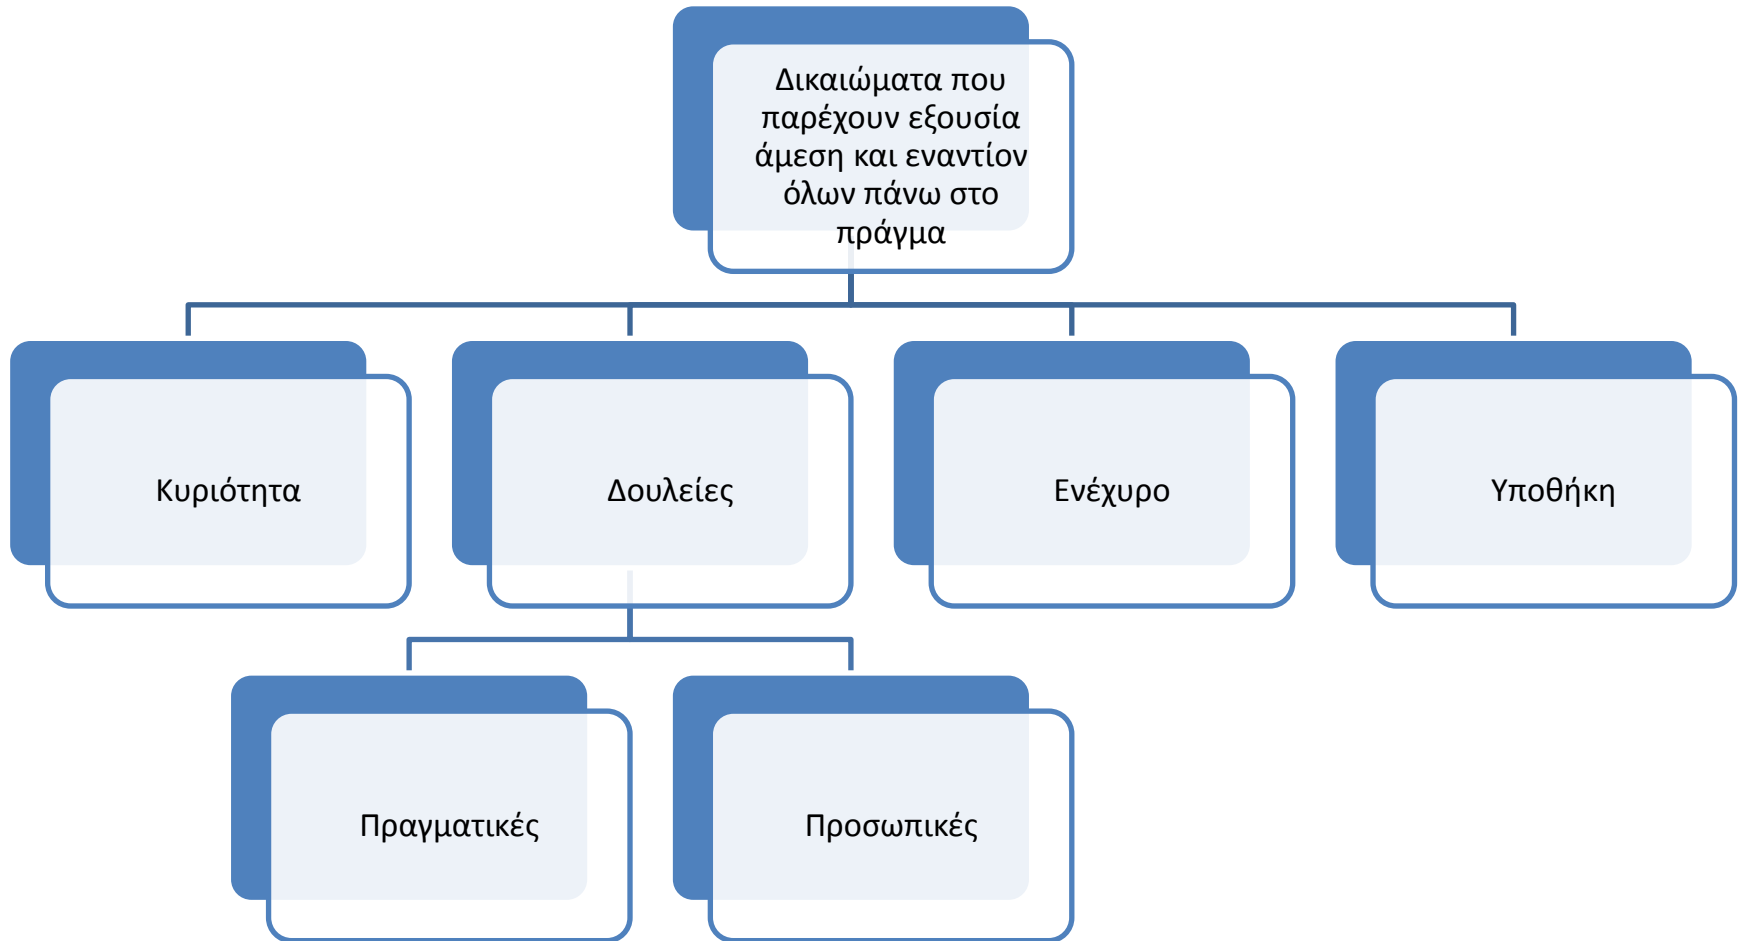 Δικαιώματα που
παρέχουν εξουσία
άμεση και εναντίον
όλων πάνω στο
πράγμα
Κυριότητα
Δουλείες
Ενέχυρο
Υποθήκη
Πραγματικές
Προσωπικές